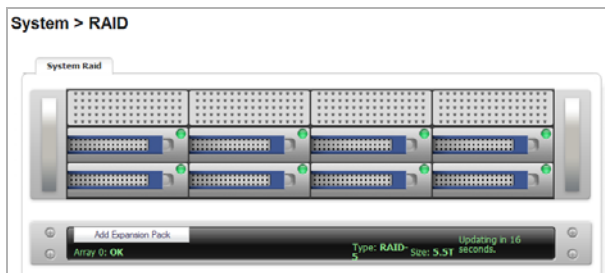 System > RAID
System Raid
Add Expansion Pack
Array 0: OK
Type: RAID-
5
Size: 5.5T
Updating in 16
seconds.